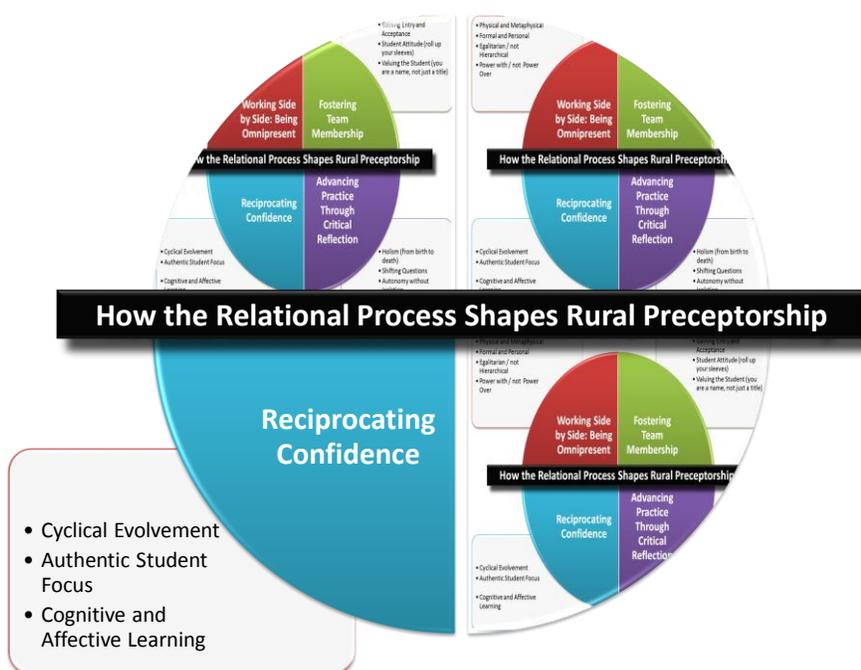 Gaining Entry and
Acceptance
• Student Attitude (roll up
your sleeves)
• Valuing the Student (you
are a name, not just a title)
Working Side
by Side: Being
Omnipresent
Fostering
Team
Membership
the Relational Process Shapes Rural Preceptorship
Reciprocating
Confidence
Advancing
Practice
Through
Critical
Reflection
• Cyclical Evolvement
• Authentic Student Focus
• Cognitive and Affective
• Holism (from birth to
death)
• Shifting Questions
• Autonomy without
• Physical and Metaphysical
• Formal and Personal
• Egalitarian / not
Hierarchical
• Power with / not Power
Over
Working Side
by Side: Being
Omnipresent
Fostering
Team
Membership
How the Relational Process Shapes Rural
Reciprocating
Confidence
Advancing
Practice
Through
Critical
Reflection
• Cyclical Evolvement
• Authentic Student Focus
• Cognitive and Affective
• Holism (from birth to
death)
• Shifting Questions
• Autonomy without
How the Relational Process Shapes Rural Preceptorship
Reciprocating
Confidence
• Cyclical Evolvement
• Authentic Student
Focus
• Cognitive and
Affective Learning
• Physical and Metaphysical
• Formal and Personal
• Egalitarian / not
Hierarchical
• Power with / not Power
Over
Acceptance
• Student Attitude (roll up
your sleeves)
• Valuing the Student (you
are a name, not just a title)
Working Side
by Side: Being
Omnipresent
Fostering
Team
Membership
How the Relational Process Shapes Rural Preceptorship
Reciprocating
Confidence
Advancing
Practice
Through
Critical
Reflection
• Cyclical Evolvement
• Authentic Student Focus
• Cognitive and Affective
Learning